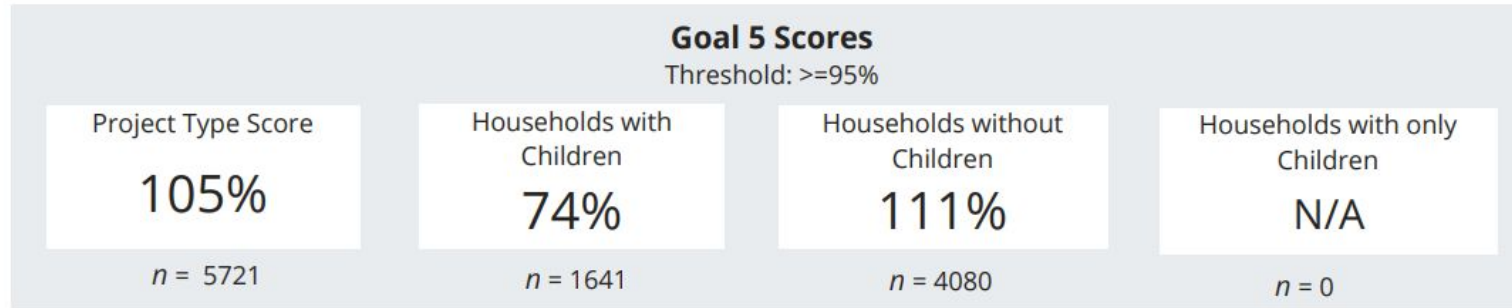 Goal 5 Scores
Threshold: >=95%
Project Type Score
105%
n = 5721
Households with
Children
74%
n = 1641
Households without
Children
111%
n = 4080
Households with only
Children
N/A
n = 0